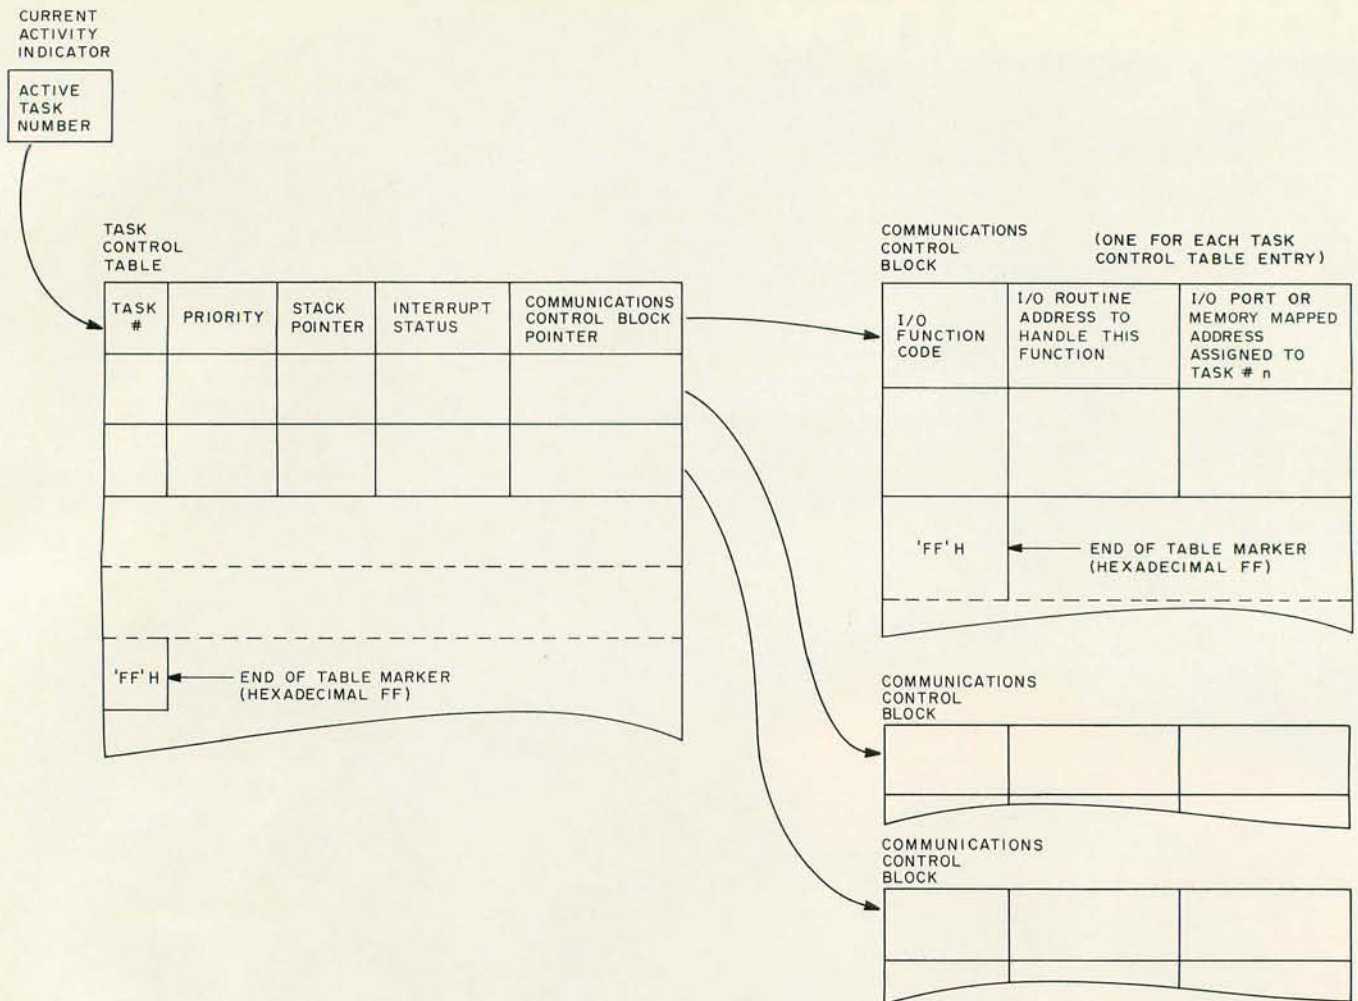 CURRENT
ACTIVITY
INDICATOR
ACTIVE
TASK
NUMBER
TASK
CONTROL
TABLE
TASK
#
PRIORITY
STACK
POINTER
INTERRUPT
STATUS
COMMUNICATIONS
CONTROL BLOCK
POINTER
'FF' H
END OF TABLE MARKER
(HEXADECIMAL FF)
COMMUNICATIONS
CONTROL
BLOCK
(ONE FOR EACH TASK
CONTROL TABLE ENTRY)
I/O
FUNCTION
CODE
I/O ROUTINE
ADDRESS TO
HANDLE THIS
FUNCTION
I/O PORT OR
MEMORY MAPPED
ADDRESS
ASSIGNED TO
TASK # n
'FF' H
END OF TABLE MARKER
(HEXADECIMAL FF)
COMMUNICATIONS
CONTROL
BLOCK
COMMUNICATIONS
CONTROL
BLOCK